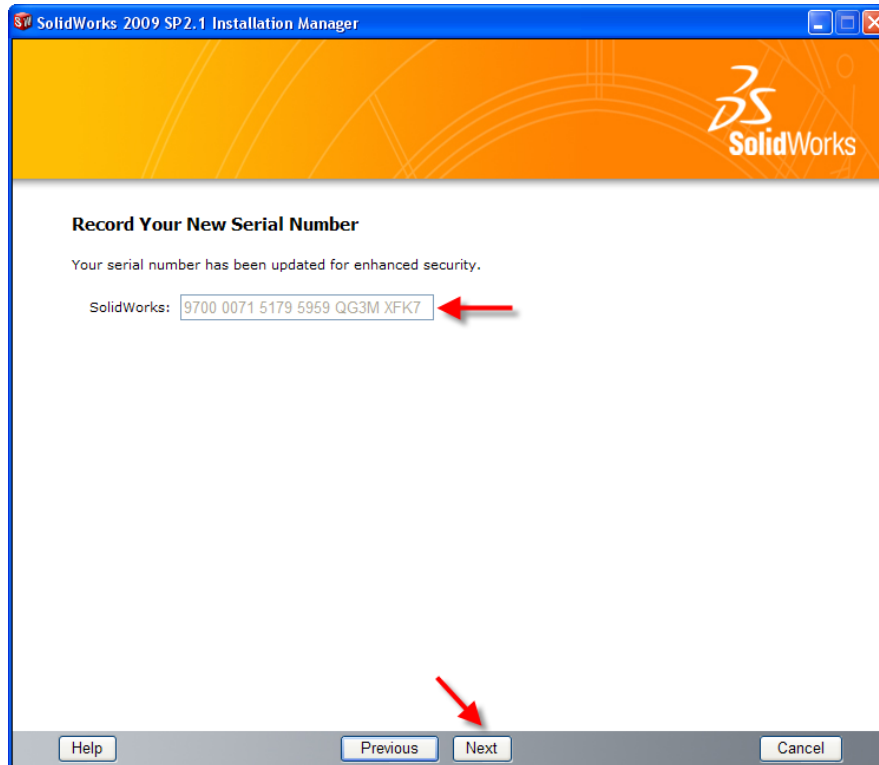 SolidWorks 2009 SP2.1 Installation Manager
SolidWorks
Record Your New Serial Number
Your serial number has been updated for enhanced security.
SolidWorks: 9700 0071 5179 5959 QG3M XFK7
Help Previous Next Cancel